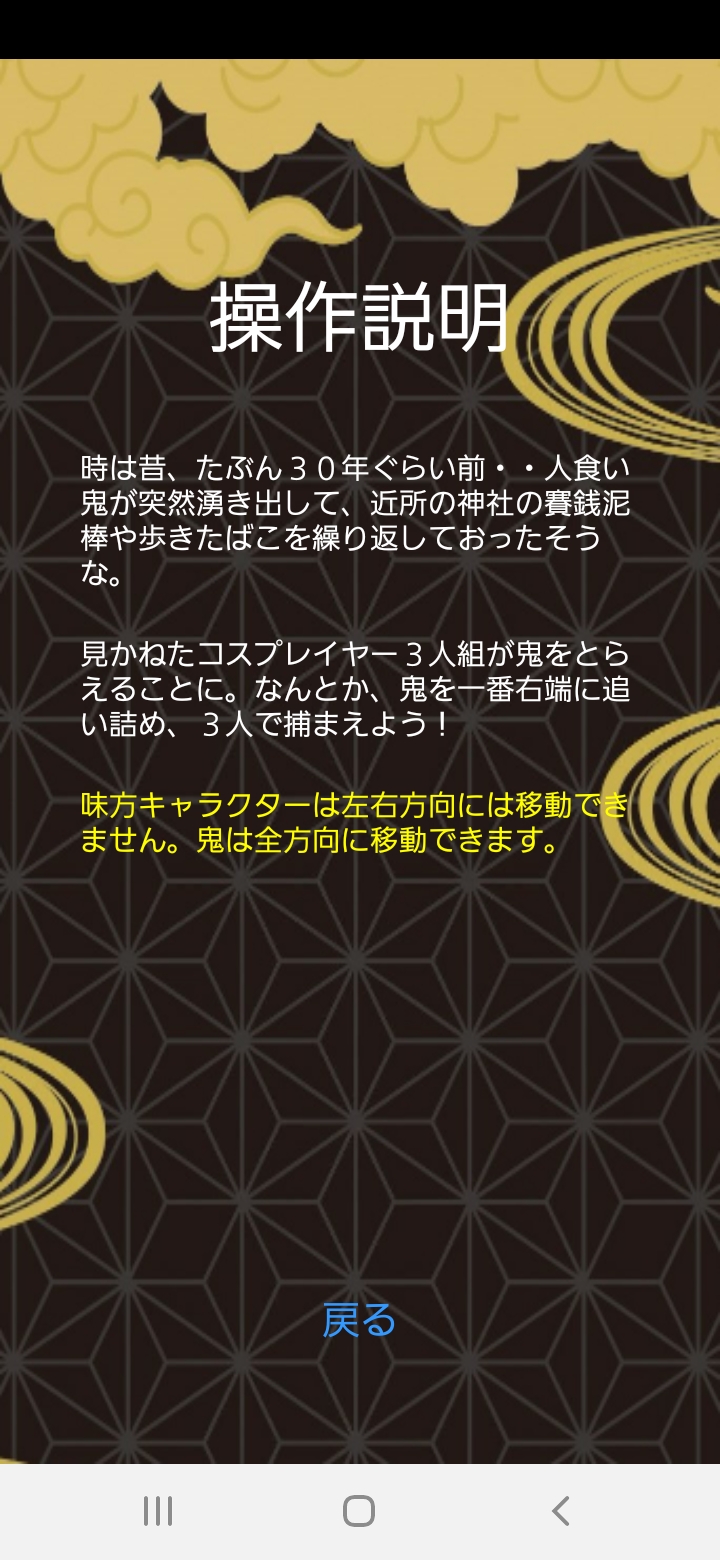 操作説明
時は昔、たぶん３０年ぐらい前・・人食い
鬼が突然湧き出して、近所の神社の賽銭泥
棒や歩きたばこを繰り返しておったそう
な。
見かねたコスプレイヤー３人組が鬼をとら
えることに。なんとか、鬼を一番右端に追
い詰め、３人で捕まえよう！
味方キャラクターは左右方向には移動でき
ません。鬼は全方向に移動できます。
戻る